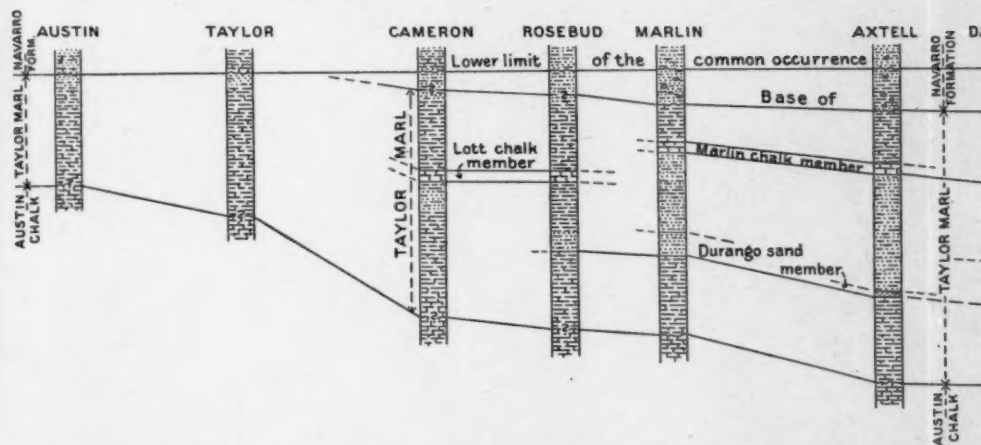 AUSTIN TAYLOR CAMERON ROSEBUD MARLIN AXTELL
NAVARRO
FORM.
TAYLOR MARL
AUSTIN
CHALK
Lower limit of the common occurrence
Base of
TAYLOR MARL
Lott chalk
member
Marlin chalk member
Durango sand
member
NAVARRO
FORMATION
TAYLOR MARL
AUSTIN
CHALK